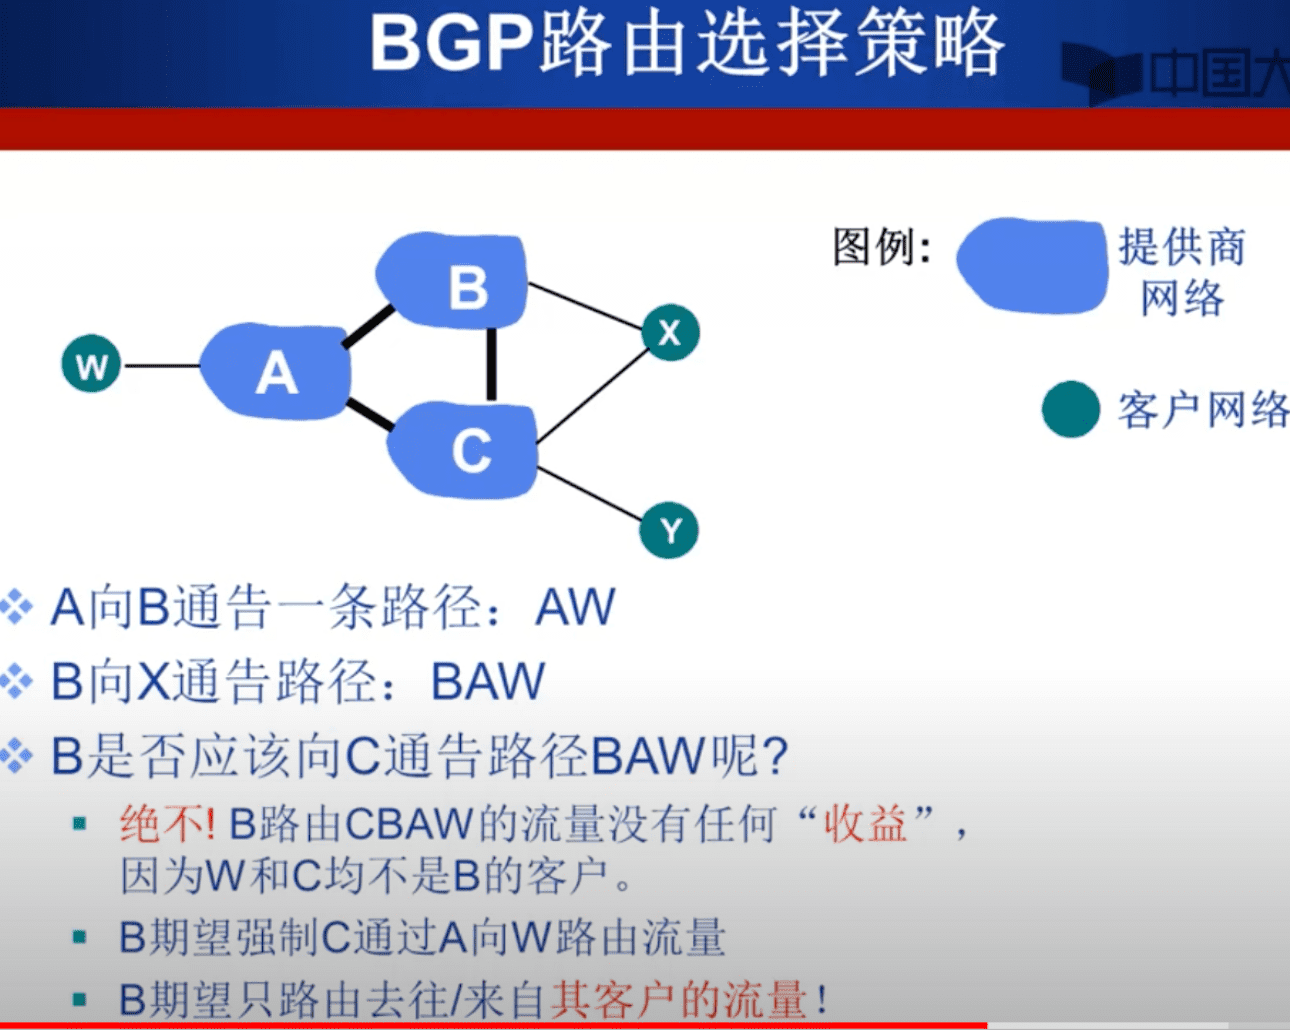 BGP路由选择策略
中国大
图例:
提供商
网络
客户网络
B
X
W
A
C
Y
A向B通告一条路径：AW
B向X通告路径：BAW
B是否应该向C通告路径BAW呢?
绝不! B路由CBAW的流量没有任何“收益”，
因为W和C均不是B的客户。
B期望强制C通过A向W路由流量
B期望只路由去往/来自其客户的流量!